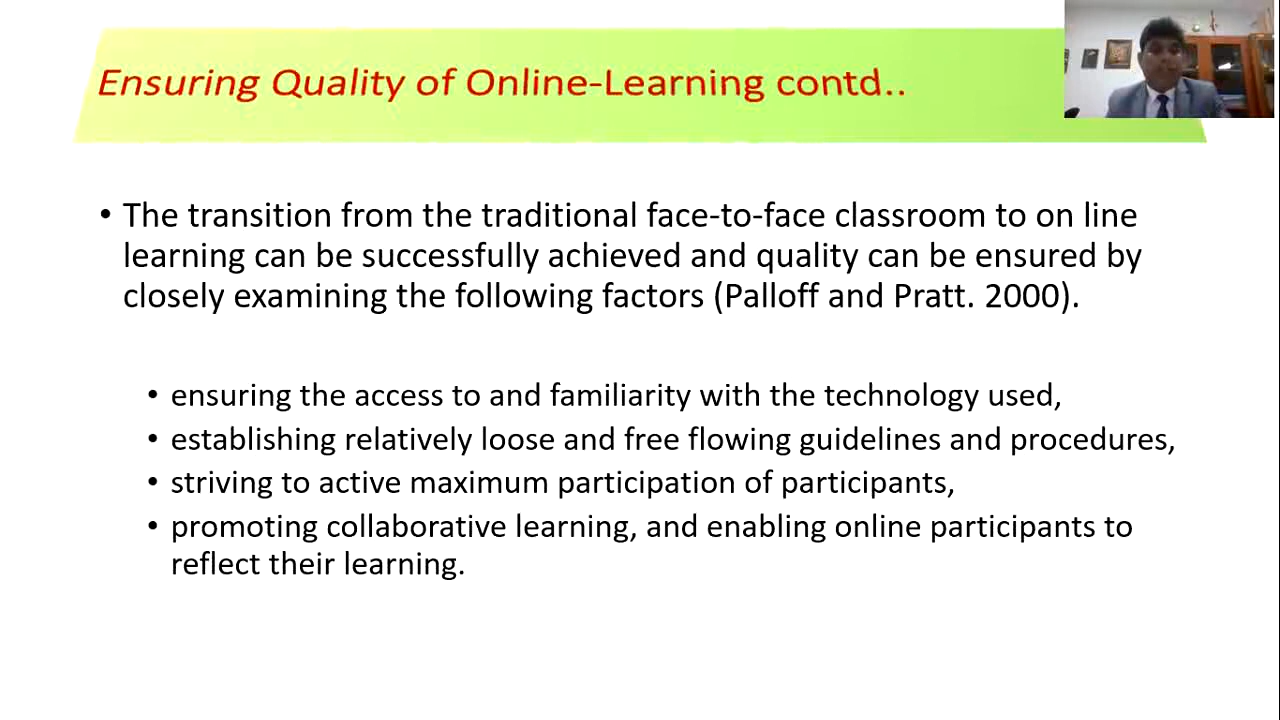 Ensuring Quality of Online-Learning contd..
• The transition from the traditional face-to-face classroom to on line
learning can be successfully achieved and quality can be ensured by
closely examining the following factors (Palloff and Pratt. 2000).
• ensuring the access to and familiarity with the technology used,
• establishing relatively loose and free flowing guidelines and procedures,
• striving to active maximum participation of participants,
• promoting collaborative learning, and enabling online participants to
reflect their learning.